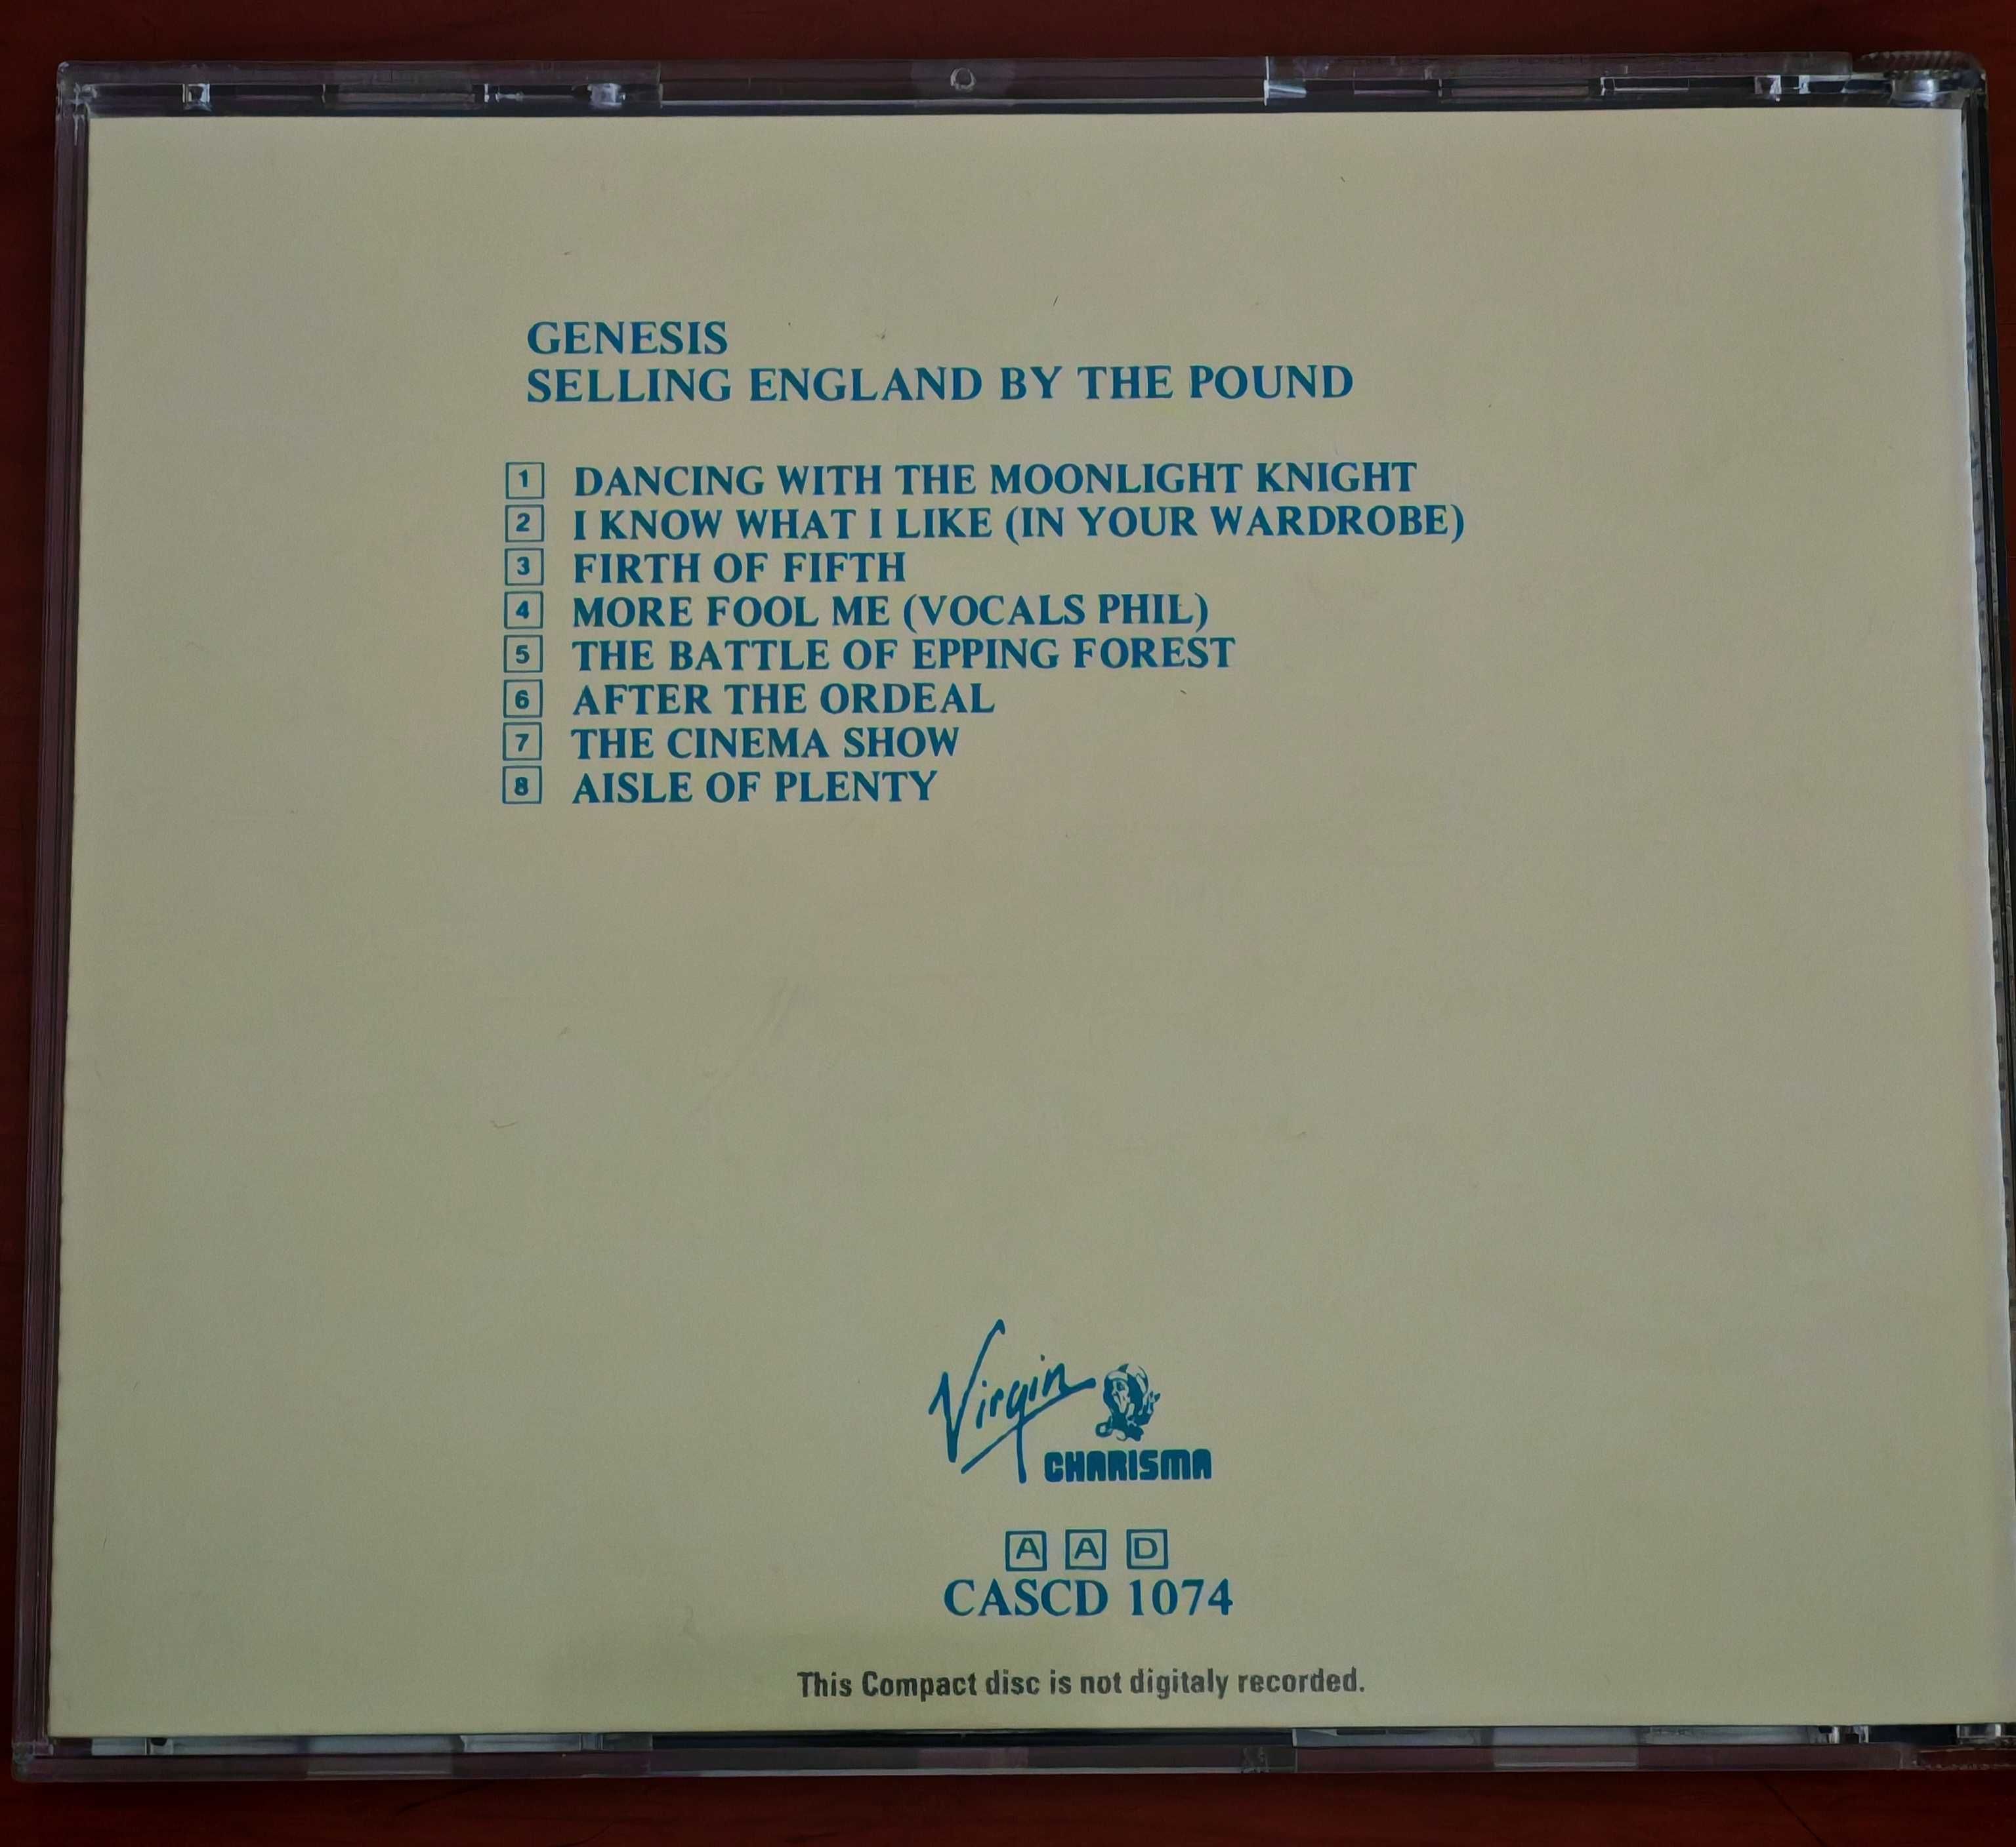 GENESIS
SELLING ENGLAND BY THE POUND
1 DANCING WITH THE MOONLIGHT KNIGHT
2 I KNOW WHAT I LIKE (IN YOUR WARDROBE)
3 FIRTH OF FIFTH
4 MORE FOOL ME (VOCALS PHIL)
5 THE BATTLE OF EPPING FOREST
6 AFTER THE ORDEAL
7 THE CINEMA SHOW
8 AISLE OF PLENTY
Virgin
CHARISMA
A A D
CASCD 1074
This Compact disc is not digitaly recorded.